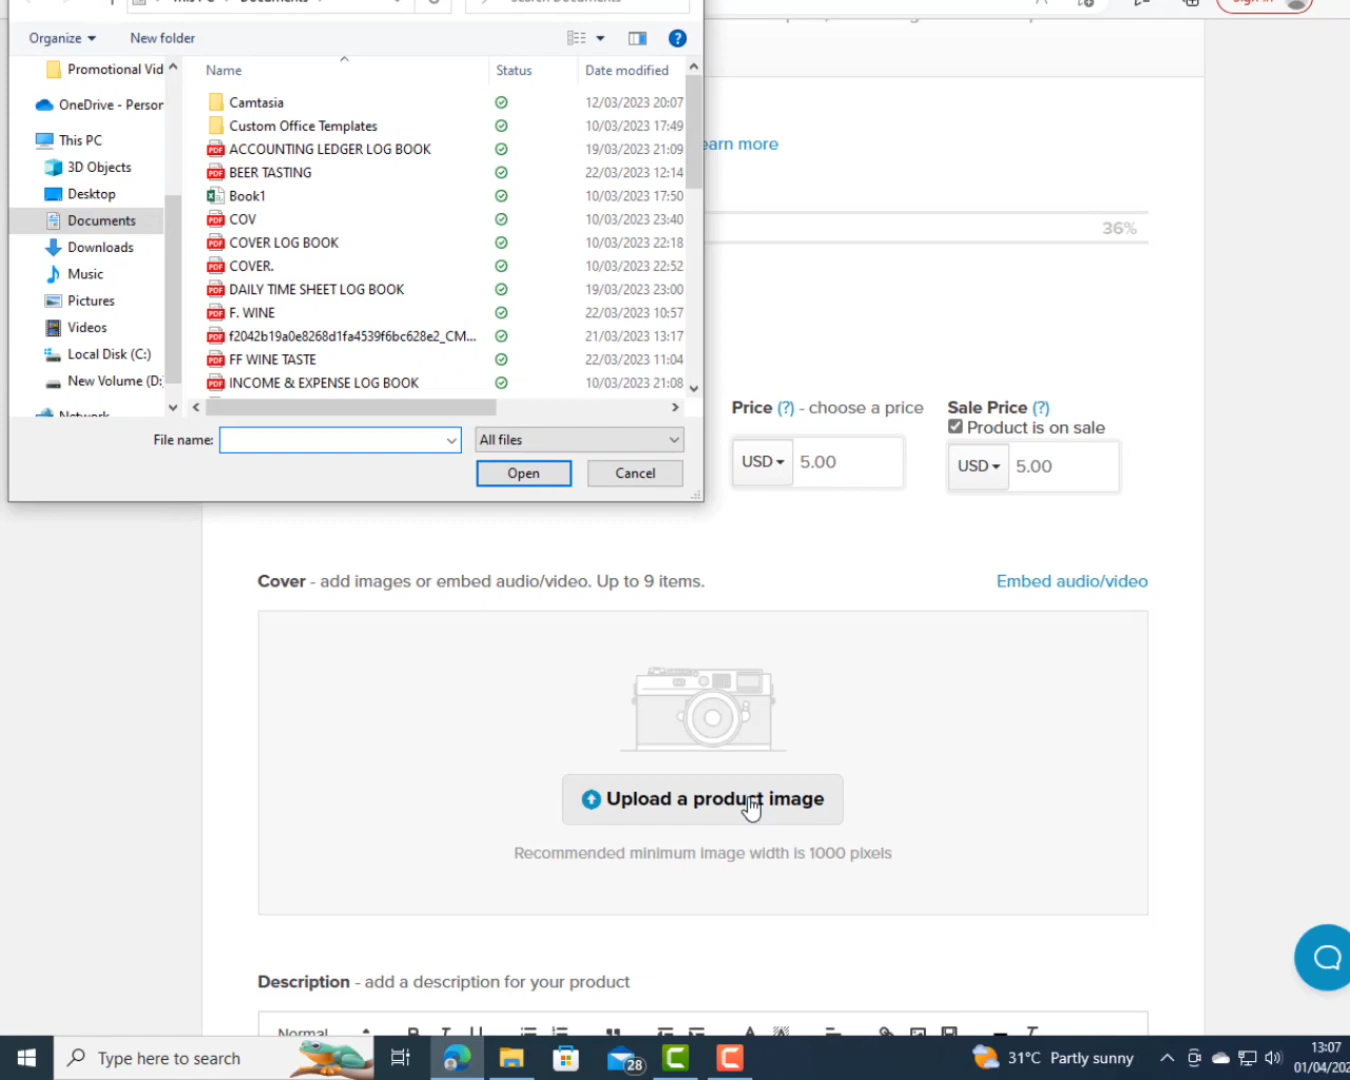 Organize
New folder
Name
Status
Date modified
Promotional Vid
OneDrive - Person
This PC
3D Objects
Desktop
Documents
Downloads
Music
Pictures
Videos
Local Disk (C:)
New Volume (D:
Network
Camtasia 12/03/2023 20:07
Custom Office Templates 10/03/2023 17:49
ACCOUNTING LEDGER LOG BOOK 19/03/2023 21:09
BEER TASTING 22/03/2023 12:14
Book1 10/03/2023 17:50
COV 10/03/2023 23:40
COVER LOG BOOK 10/03/2023 22:18
COVER. 10/03/2023 22:52
DAILY TIME SHEET LOG BOOK 19/03/2023 23:00
F. WINE 22/03/2023 10:57
f2042b19a0e8268d1fa4539f6bc628e2_CM... 21/03/2023 13:17
FF WINE TASTE 22/03/2023 11:04
INCOME & EXPENSE LOG BOOK 10/03/2023 21:08
File name:
All files
Open
Cancel
earn more
36%
Price (?) - choose a price
Sale Price (?)
Product is on sale
USD 5.00
USD 5.00
Cover - add images or embed audio/video. Up to 9 items.
Embed audio/video
Upload a product image
Recommended minimum image width is 1000 pixels
Description - add a description for your product
Normal
Type here to search
28
31°C Partly sunny
13:07
01/04/202